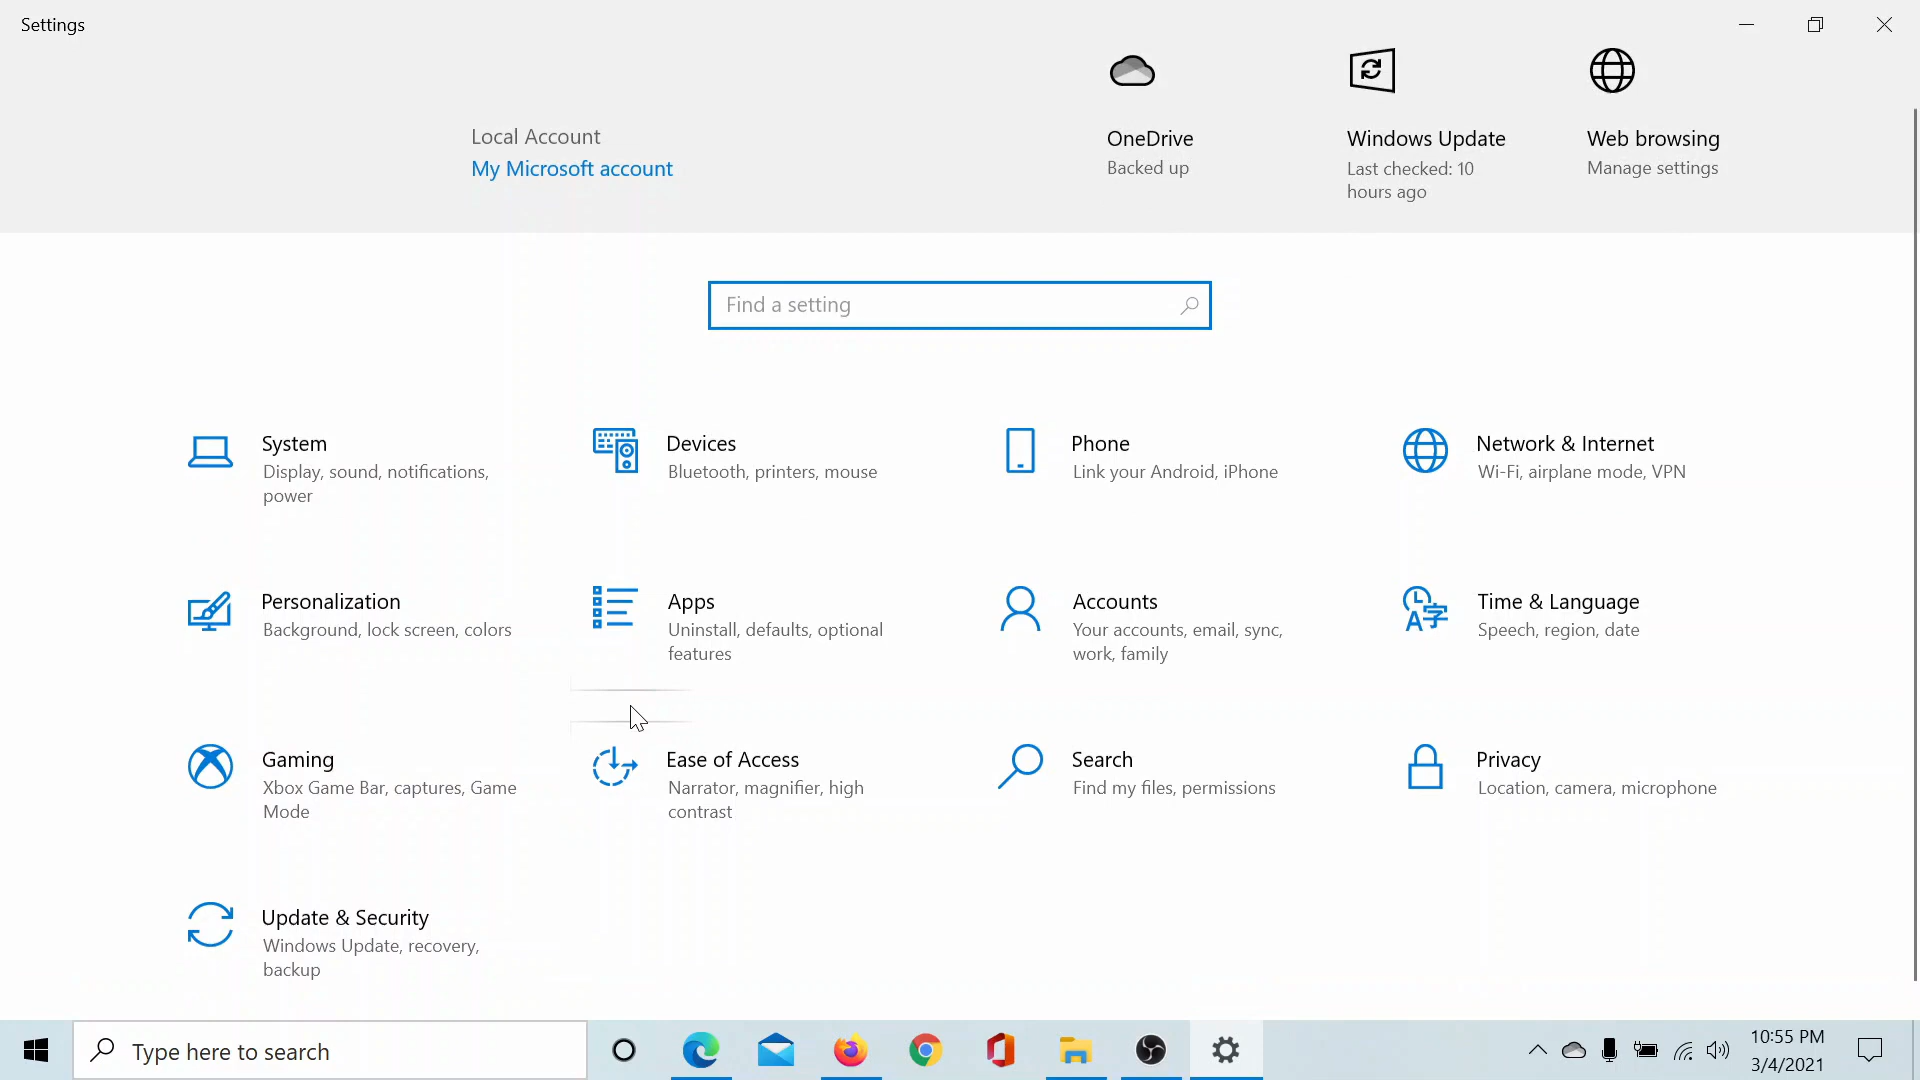 Settings
Local Account
My Microsoft account
OneDrive
Backed up
Windows Update
Last checked: 10
hours ago
Web browsing
Manage settings
Find a setting
System
Display, sound, notifications,
power
Devices
Bluetooth, printers, mouse
Phone
Link your Android, iPhone
Network & Internet
Wi-Fi, airplane mode, VPN
Personalization
Background, lock screen, colors
Apps
Uninstall, defaults, optional
features
Accounts
Your accounts, email, sync,
work, family
Time & Language
Speech, region, date
Gaming
Xbox Game Bar, captures, Game
Mode
Ease of Access
Narrator, magnifier, high
contrast
Search
Find my files, permissions
Privacy
Location, camera, microphone
Update & Security
Windows Update, recovery,
backup
Type here to search
10:55 PM
3/4/2021